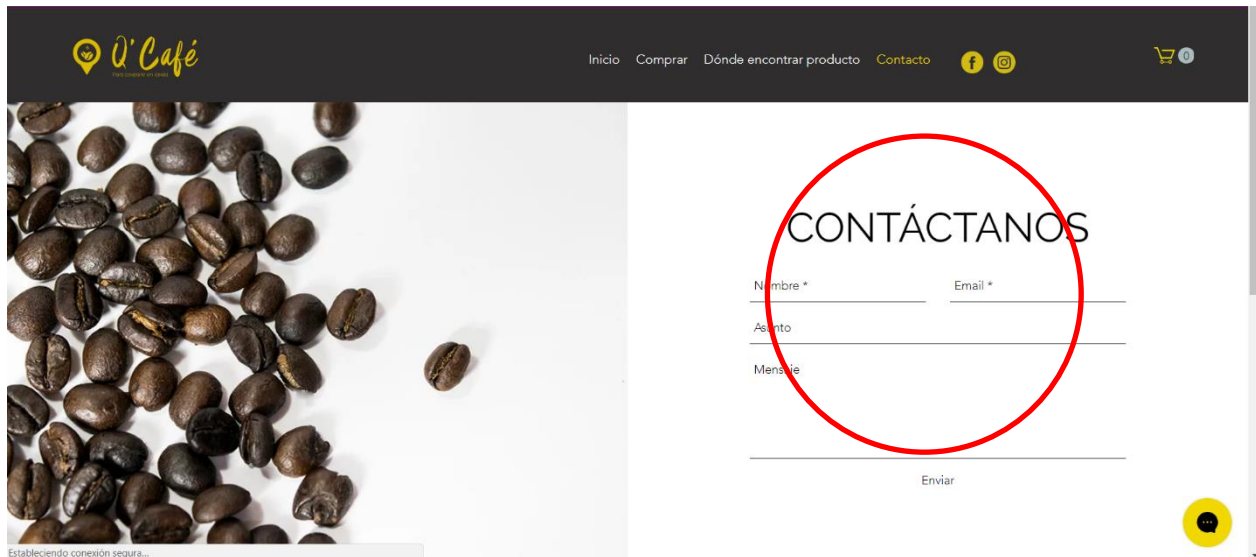 Q'Café
Inicio Comprar Dónde encontrar producto Contacto
0
CONTÁCTANOS
Nombre * Email *
Asunto
Mensaje
Enviar
Estableciendo conexión segura...